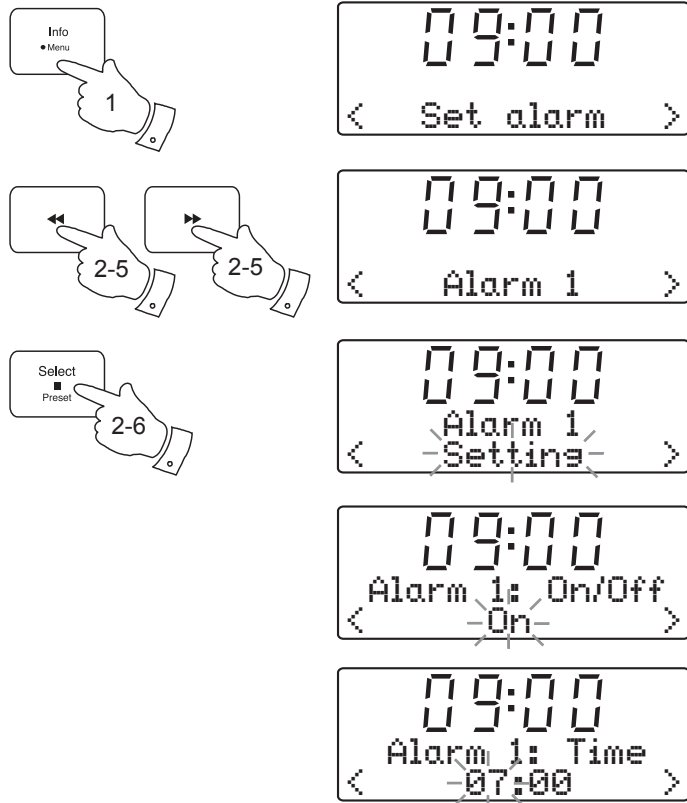 Info
• Menu
1
2-5
2-5
Select
Preset
2-6
09:00
< Set alarm >
09:00
< Alarm 1 >
09:00
Alarm 1
< Setting >
09:00
Alarm 1: On/Off
< On >
09:00
Alarm 1: Time
< 07:00 >